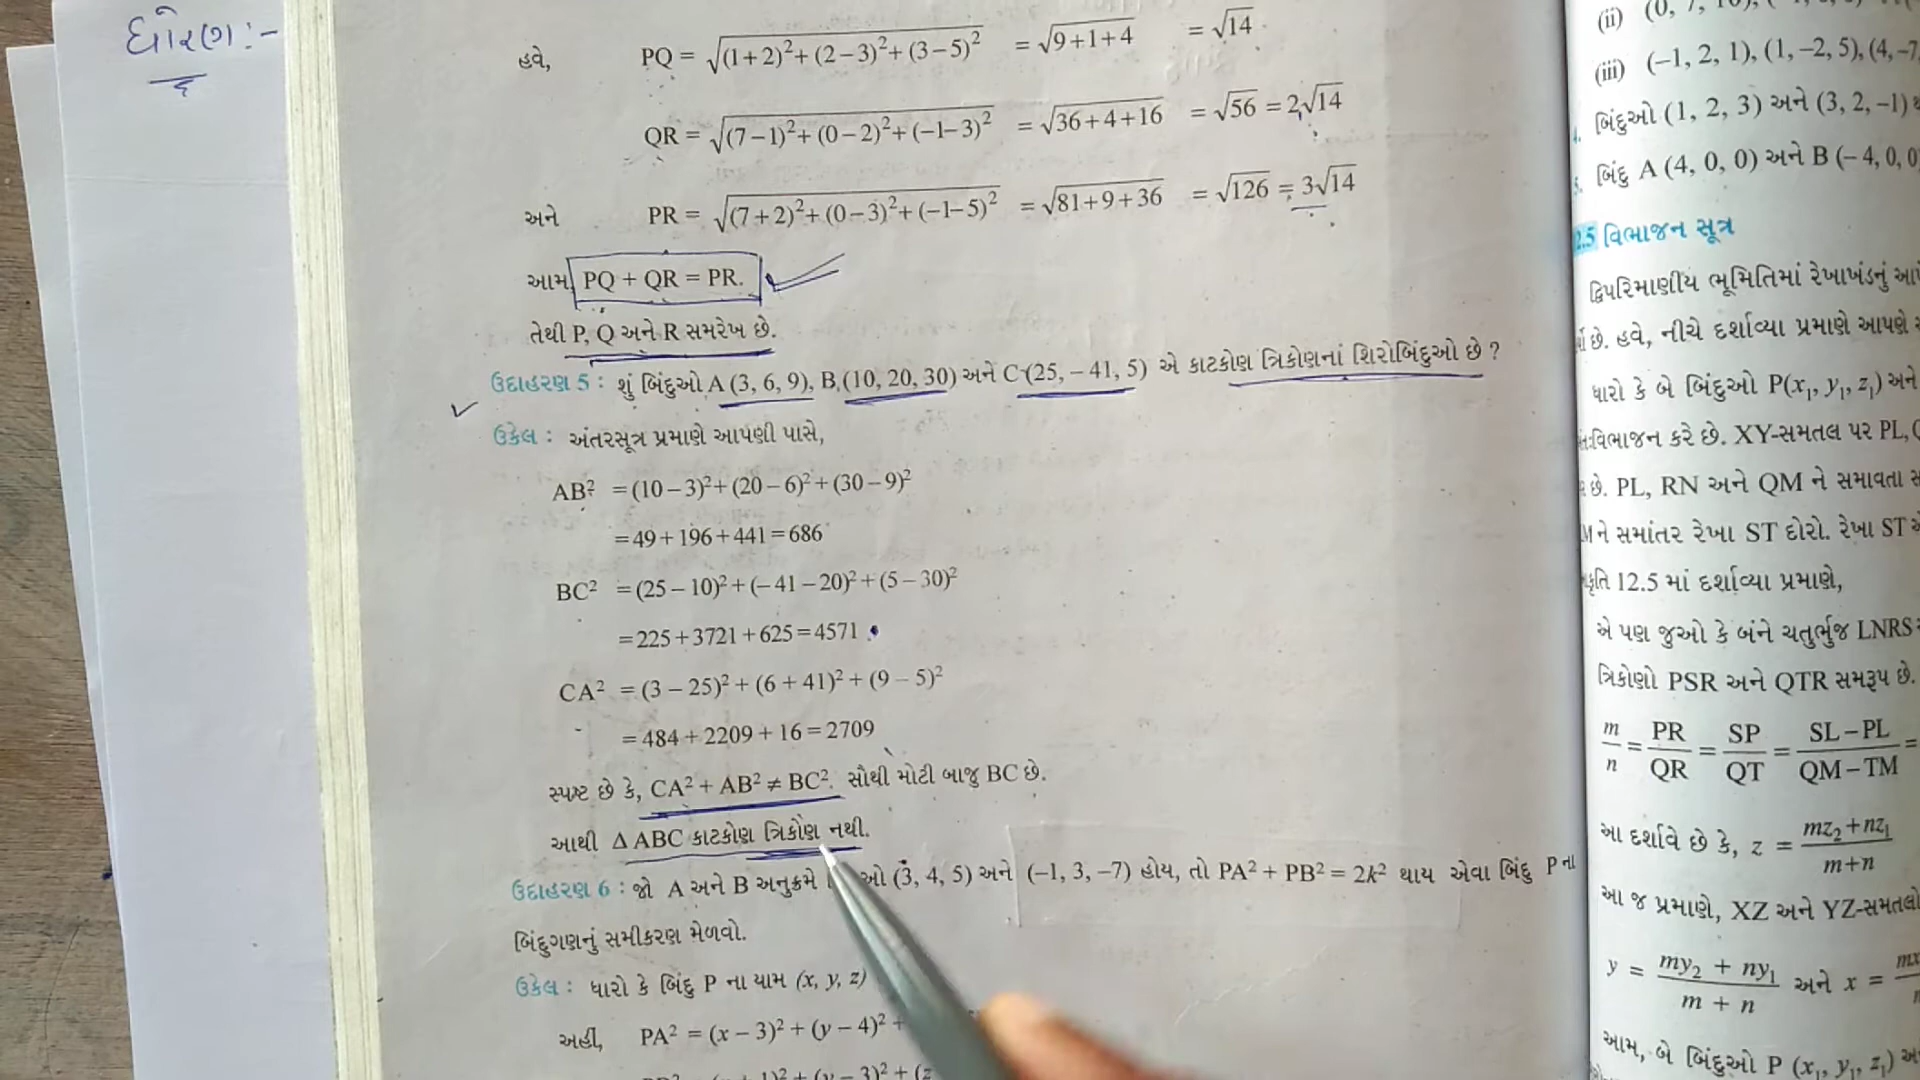 ધોરણ :-
હવે, PQ = √((1+2)²+(2−3)²+(3−5)²) = √(9+1+4) = √14
QR = √((7−1)²+(0−2)²+(−1−3)²) = √(36+4+16) = √56 = 2√14
અને PR = √((7+2)²+(0−3)²+(−1−5)²) = √(81+9+36) = √126 = 3√14
આમ PQ + QR = PR.
તેથી P, Q અને R સમરેખ છે.
ઉદાહરણ 5 : શું બિંદુઓ A (3, 6, 9), B (10, 20, 30) અને C (25, − 41, 5) એ કાટકોણ ત્રિકોણનાં શિરોબિંદુઓ છે ?
ઉકેલ : અંતરસૂત્ર પ્રમાણે આપણી પાસે,
AB² = (10 − 3)² + (20 − 6)² + (30 − 9)²
= 49 + 196 + 441 = 686
BC² = (25 − 10)² + (− 41 − 20)² + (5 − 30)²
= 225 + 3721 + 625 = 4571
CA² = (3 − 25)² + (6 + 41)² + (9 − 5)²
= 484 + 2209 + 16 = 2709
સ્પષ્ટ છે કે, CA² + AB² ≠ BC². સૌથી મોટી બાજુ BC છે.
આથી Δ ABC કાટકોણ ત્રિકોણ નથી.
ઉદાહરણ 6 : જો A અને B અનુક્રમે (3, 4, 5) અને (−1, 3, −7) હોય, તો PA² + PB² = 2k² થાય એવા બિંદુ P ના
બિંદુગણનું સમીકરણ મેળવો.
ઉકેલ : ધારો કે બિંદુ P ના યામ (x, y, z)
અહીં, PA² = (x − 3)² + (y − 4)² +
(ii) (0, 7,
(iii) (−1, 2, 1), (1, −2, 5), (4, −7
બિંદુઓ (1, 2, 3) અને (3, 2, −1)
બિંદુ A (4, 0, 0) અને B (− 4, 0, 0
2.5 વિભાજન સૂત્ર
દ્વિપરિમાણીય ભૂમિતિમાં રેખાખંડનું
છે. હવે, નીચે દર્શાવ્યા પ્રમાણે આપણે
ધારો કે બે બિંદુઓ P(x₁, y₁, z₁) અને
વિભાજન કરે છે. XY-સમતલ પર PL,
છે. PL, RN અને QM ને સમાવતા
ને સમાંતર રેખા ST દોરો. રેખા ST
12.5 માં દર્શાવ્યા પ્રમાણે,
એ પણ જુઓ કે બંને ચતુર્ભુજ LNRS
ત્રિકોણો PSR અને QTR સમરૂપ છે.
m/n = PR/QR = SP/QT = (SL − PL)/(QM − TM) =
આ દર્શાવે છે કે, z = (mz₂ + nz₁)/(m+n)
આ જ પ્રમાણે, XZ અને YZ-સમતલો
y = (my₂ + ny₁)/(m + n) અને x =
આમ, બે બિંદુઓ P (x₁, y₁, z₁)